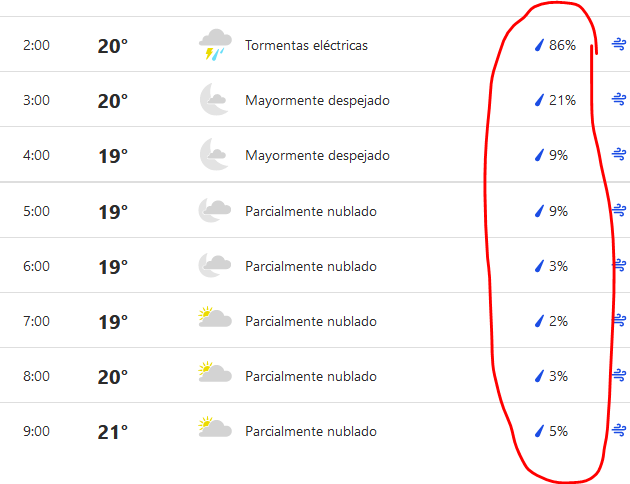 2:00 20° Tormentas eléctricas 86%
3:00 20° Mayormente despejado 21%
4:00 19° Mayormente despejado 9%
5:00 19° Parcialmente nublado 9%
6:00 19° Parcialmente nublado 3%
7:00 19° Parcialmente nublado 2%
8:00 20° Parcialmente nublado 3%
9:00 21° Parcialmente nublado 5%